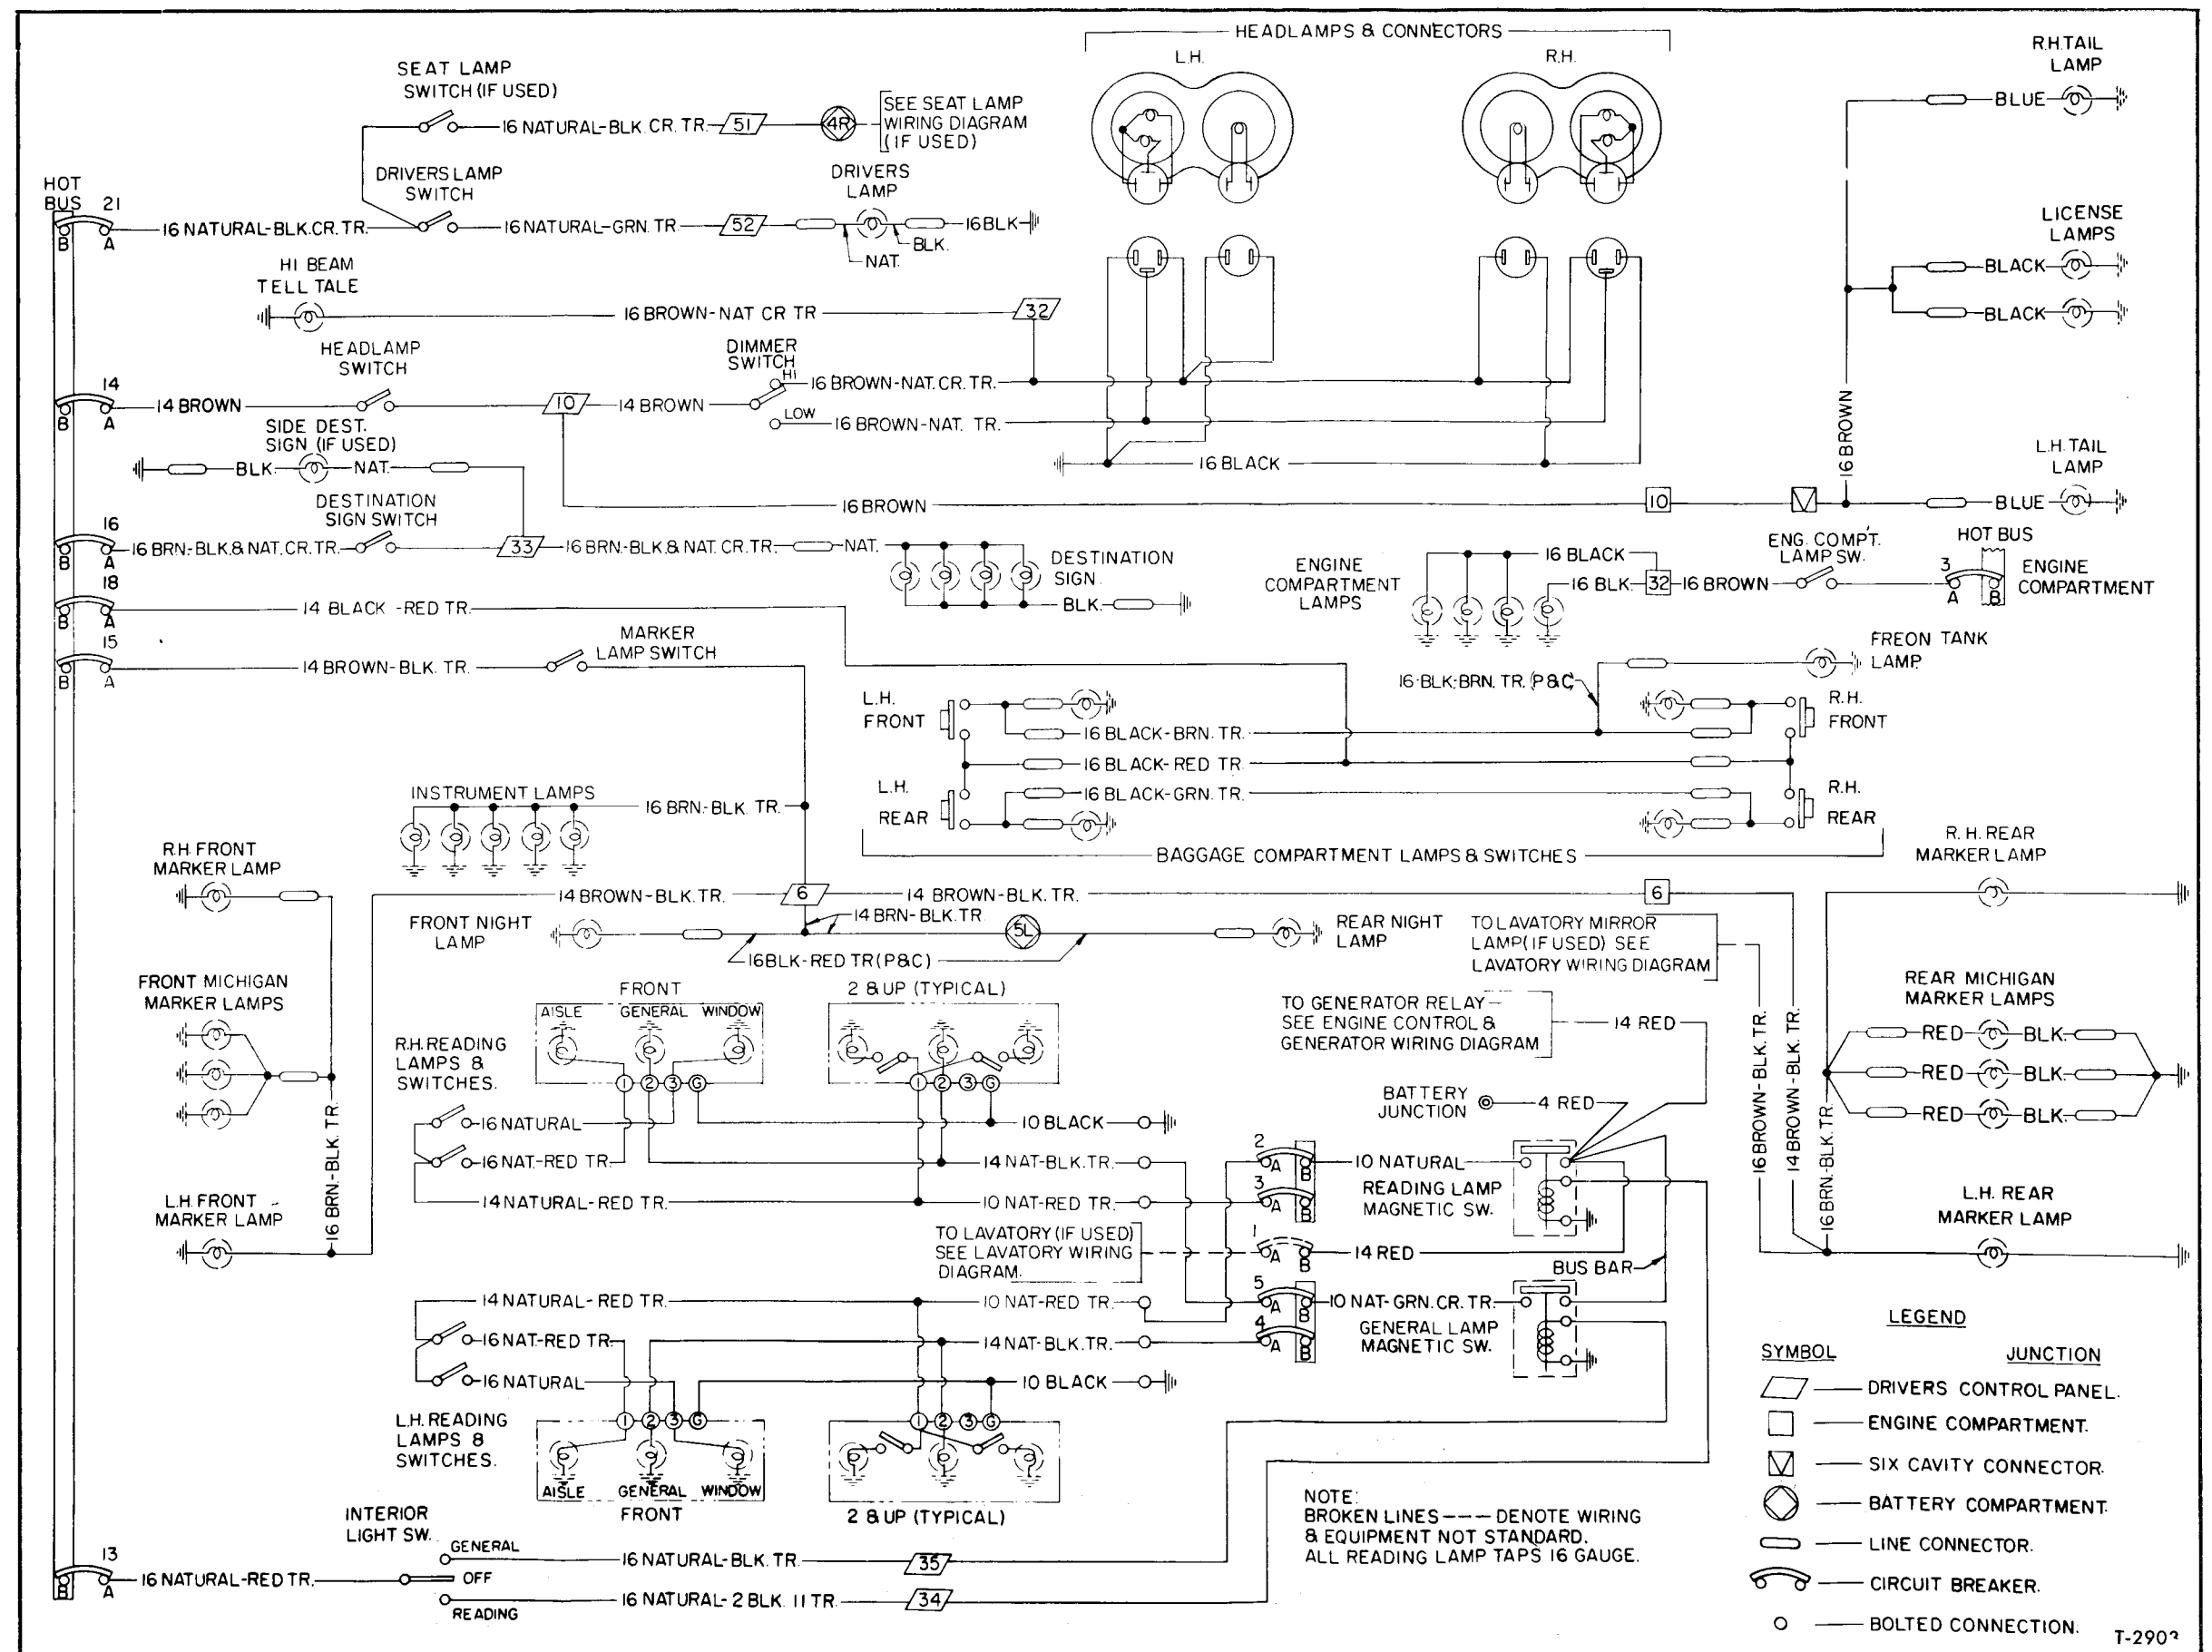 HEADLAMPS & CONNECTORS
L.H.
R.H.
R.H. TAIL
LAMP
SEAT LAMP
SWITCH (IF USED)
16 NATURAL-BLK. CR. TR.
51
4R
SEE SEAT LAMP
WIRING DIAGRAM
(IF USED)
BLUE
DRIVERS LAMP
SWITCH
DRIVERS
LAMP
HOT
BUS
21
B
A
16 NATURAL-BLK. CR. TR.
16 NATURAL-GRN. TR.
52
16 BLK
BLK.
NAT.
LICENSE
LAMPS
BLACK
BLACK
HI BEAM
TELL TALE
16 BROWN-NAT CR TR
32
HEADLAMP
SWITCH
DIMMER
SWITCH
HI
16 BROWN-NAT. CR. TR.
14
B
A
14 BROWN
10
14 BROWN
LOW
16 BROWN-NAT. TR.
16 BROWN
SIDE DEST.
SIGN (IF USED)
BLK.
NAT.
16 BLACK
L.H. TAIL
LAMP
DESTINATION
SIGN SWITCH
16 BROWN
10
BLUE
16
B
A
16 BRN.-BLK. & NAT. CR. TR.
33
16 BRN.-BLK. & NAT. CR. TR.
NAT.
DESTINATION
SIGN
BLK.
ENGINE
COMPARTMENT
LAMPS
16 BLACK
16 BLK.
32
16 BROWN
ENG. COMPT.
LAMP SW.
HOT BUS
3
A
B
ENGINE
COMPARTMENT
18
B
A
14 BLACK -RED TR.
15
B
A
14 BROWN-BLK. TR.
MARKER
LAMP SWITCH
FREON TANK
LAMP
16-BLK-BRN. TR. (P&C)
L.H.
FRONT
16 BLACK-BRN. TR.
R.H.
FRONT
16 BLACK-RED TR.
L.H.
REAR
16 BLACK-GRN. TR.
R.H.
REAR
BAGGAGE COMPARTMENT LAMPS & SWITCHES
INSTRUMENT LAMPS
16 BRN.-BLK. TR.
R.H. FRONT
MARKER LAMP
R. H. REAR
MARKER LAMP
14 BROWN-BLK. TR.
6
14 BROWN-BLK. TR.
6
14 BRN-BLK. TR.
FRONT NIGHT
LAMP
5L
REAR NIGHT
LAMP
16 BLK-RED TR (P&C)
TO LAVATORY MIRROR
LAMP (IF USED) SEE
LAVATORY WIRING DIAGRAM
FRONT MICHIGAN
MARKER LAMPS
REAR MICHIGAN
MARKER LAMPS
RED
BLK.
RED
BLK.
RED
BLK.
FRONT
2 & UP (TYPICAL)
AISLE
GENERAL
WINDOW
R.H. READING
LAMPS &
SWITCHES.
1
2
3
G
1
2
3
G
TO GENERATOR RELAY-
SEE ENGINE CONTROL &
GENERATOR WIRING DIAGRAM
14 RED
BATTERY
JUNCTION
4 RED
16 BROWN-BLK. TR.
14 BROWN-BLK. TR.
16 BRN.-BLK. TR.
16 BRN.-BLK. TR.
16 NATURAL
10 BLACK
16 NAT.-RED TR.
14 NAT-BLK. TR.
2
A
B
10 NATURAL
14 NATURAL-RED TR.
10 NAT-RED TR.
3
A
B
READING LAMP
MAGNETIC SW.
L.H. FRONT
MARKER LAMP
L.H. REAR
MARKER LAMP
TO LAVATORY (IF USED)
SEE LAVATORY WIRING
DIAGRAM.
1
A
B
14 RED
BUS BAR
14 NATURAL-RED TR.
10 NAT-RED TR.
5
A
B
10 NAT-GRN. CR. TR.
16 NAT.-RED TR.
14 NAT-BLK. TR.
4
A
B
GENERAL LAMP
MAGNETIC SW.
16 NATURAL
10 BLACK
L.H. READING
LAMPS &
SWITCHES.
1
2
3
G
1
2
3
G
AISLE
GENERAL
WINDOW
FRONT
2 & UP (TYPICAL)
LEGEND
SYMBOL
JUNCTION
DRIVERS CONTROL PANEL.
ENGINE COMPARTMENT.
SIX CAVITY CONNECTOR.
BATTERY COMPARTMENT.
LINE CONNECTOR.
CIRCUIT BREAKER.
BOLTED CONNECTION.
NOTE:
BROKEN LINES --- DENOTE WIRING
& EQUIPMENT NOT STANDARD.
ALL READING LAMP TAPS 16 GAUGE.
INTERIOR
LIGHT SW.
GENERAL
16 NATURAL-BLK. TR.
35
13
B
A
16 NATURAL-RED TR.
OFF
READING
16 NATURAL-2 BLK. 11 TR.
34